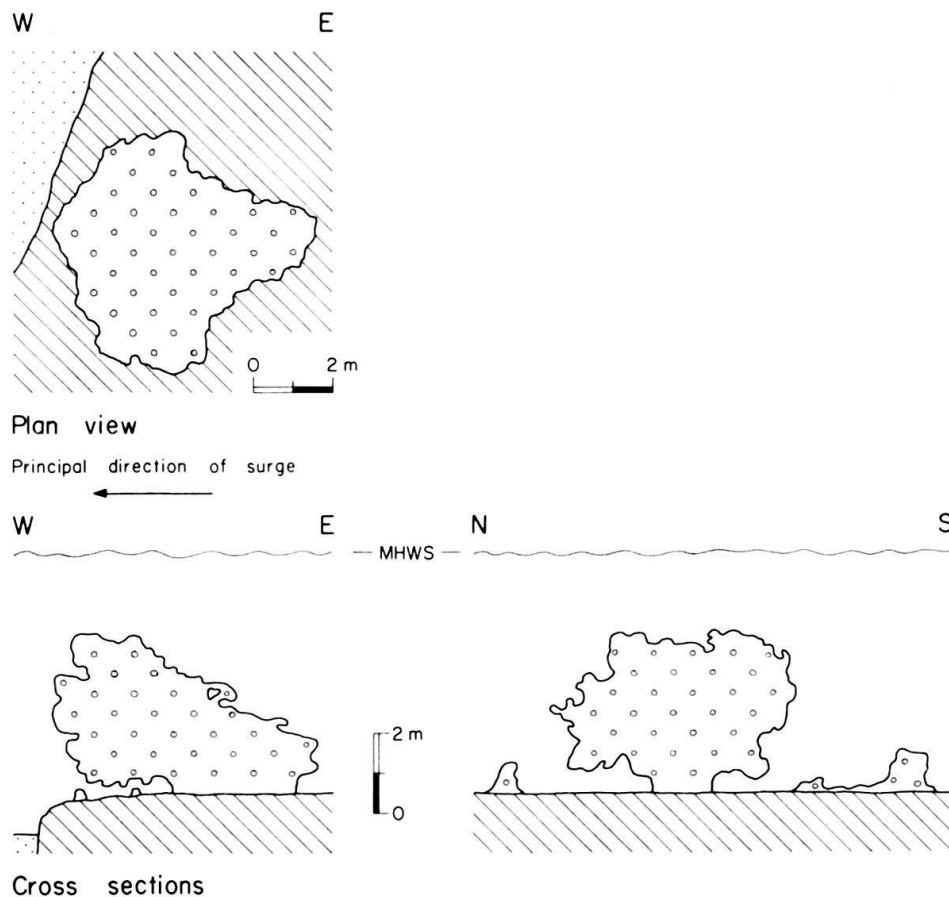 W E
0 2 m
Plan view
Principal direction of surge
W E N S
— MHWS —
2 m
0
Cross sections